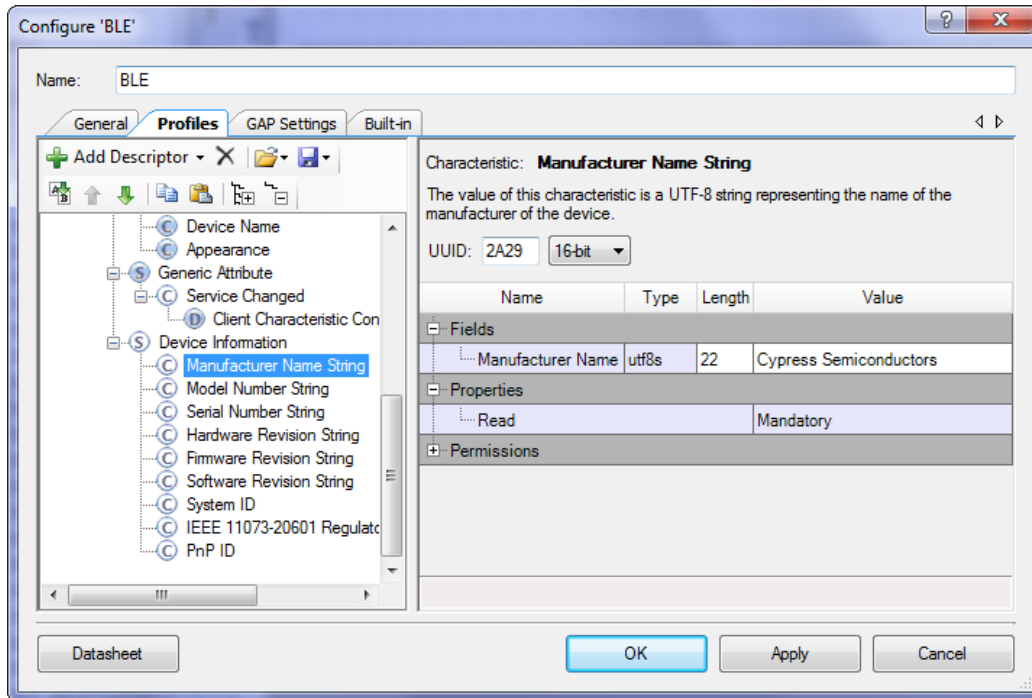 Configure 'BLE'
Name: BLE
General Profiles GAP Settings Built-in
Add Descriptor
Device Name
Appearance
S Generic Attribute
C Service Changed
D Client Characteristic Con
S Device Information
C Manufacturer Name String
C Model Number String
C Serial Number String
C Hardware Revision String
C Firmware Revision String
C Software Revision String
C System ID
C IEEE 11073-20601 Regulato
C PnP ID
Characteristic: Manufacturer Name String
The value of this characteristic is a UTF-8 string representing the name of the
manufacturer of the device.
UUID: 2A29 16-bit
Name Type Length Value
Fields
Manufacturer Name utf8s 22 Cypress Semiconductors
Properties
Read Mandatory
Permissions
Datasheet OK Apply Cancel